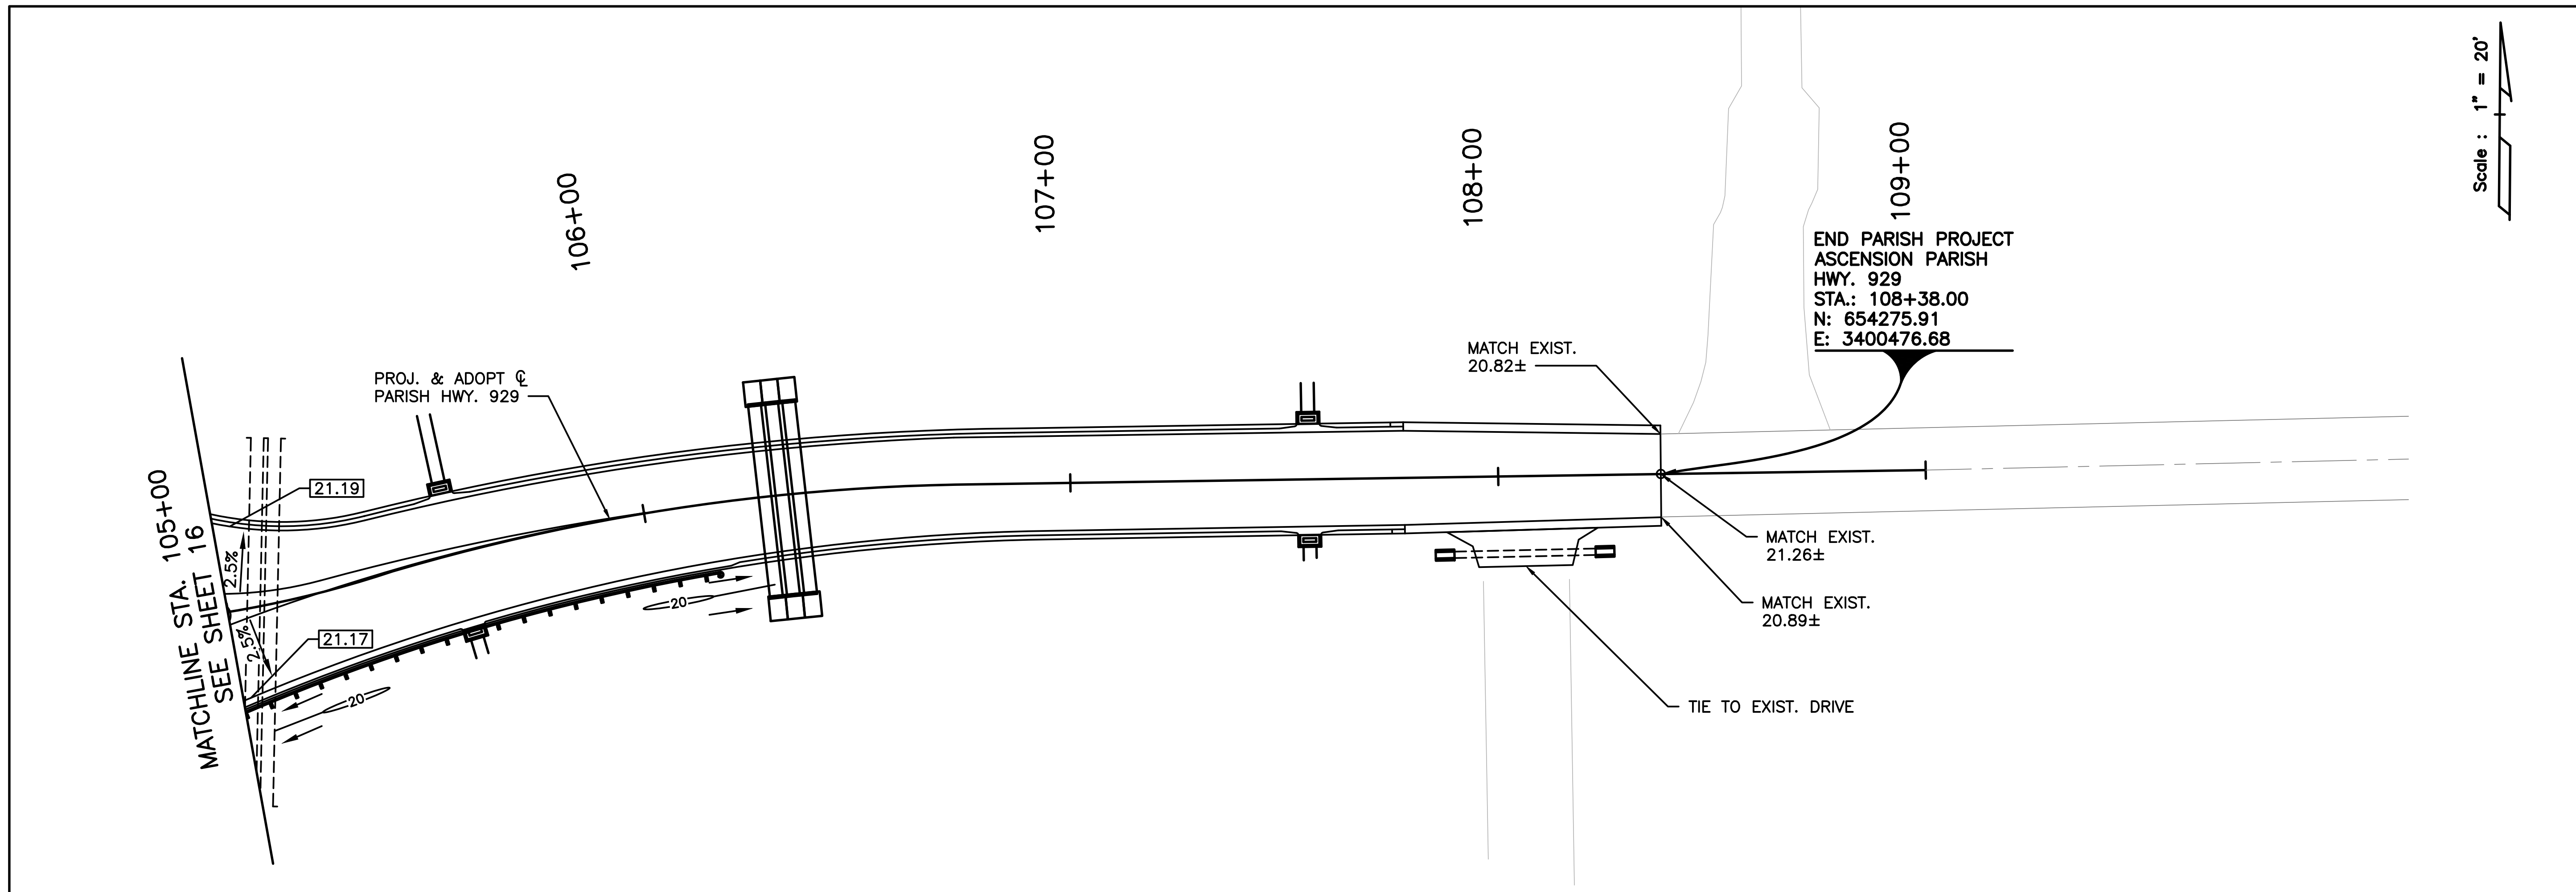 106+00
107+00
108+00
109+00
Scale : 1" = 20'
END PARISH PROJECT
ASCENSION PARISH
HWY. 929
STA.: 108+38.00
N: 654275.91
E: 3400476.68
MATCH EXIST.
20.82±
PROJ. & ADOPT ℄
PARISH HWY. 929
21.19
2.5%
2.5%
21.17
MATCHLINE STA. 105+00
SEE SHEET 16
20
20
MATCH EXIST.
21.26±
MATCH EXIST.
20.89±
TIE TO EXIST. DRIVE